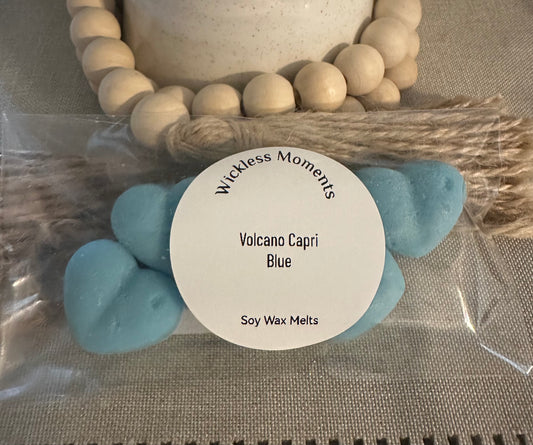 Wickless Moments
Volcano Capri
Blue
Soy Wax Melts